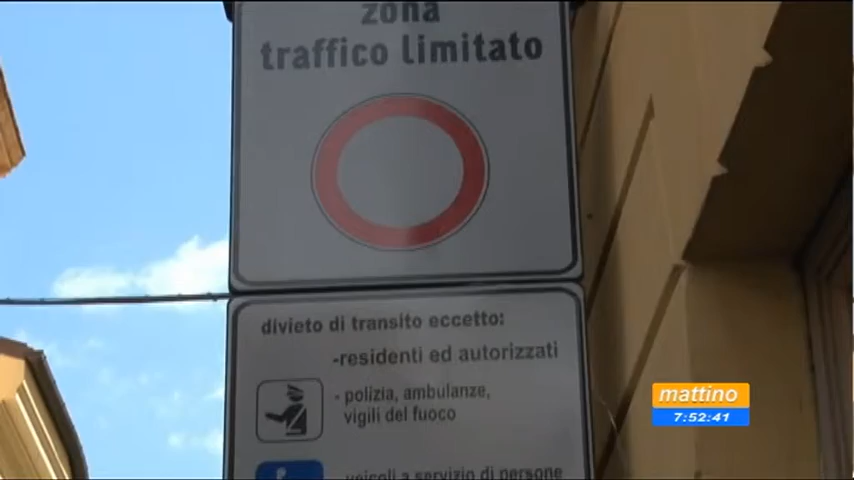 zona
traffico limitato
divieto di transito eccetto:
-residenti ed autorizzati
- polizia, ambulanze,
vigili del fuoco
veicoli a servizio di persone
mattino
7:52:41